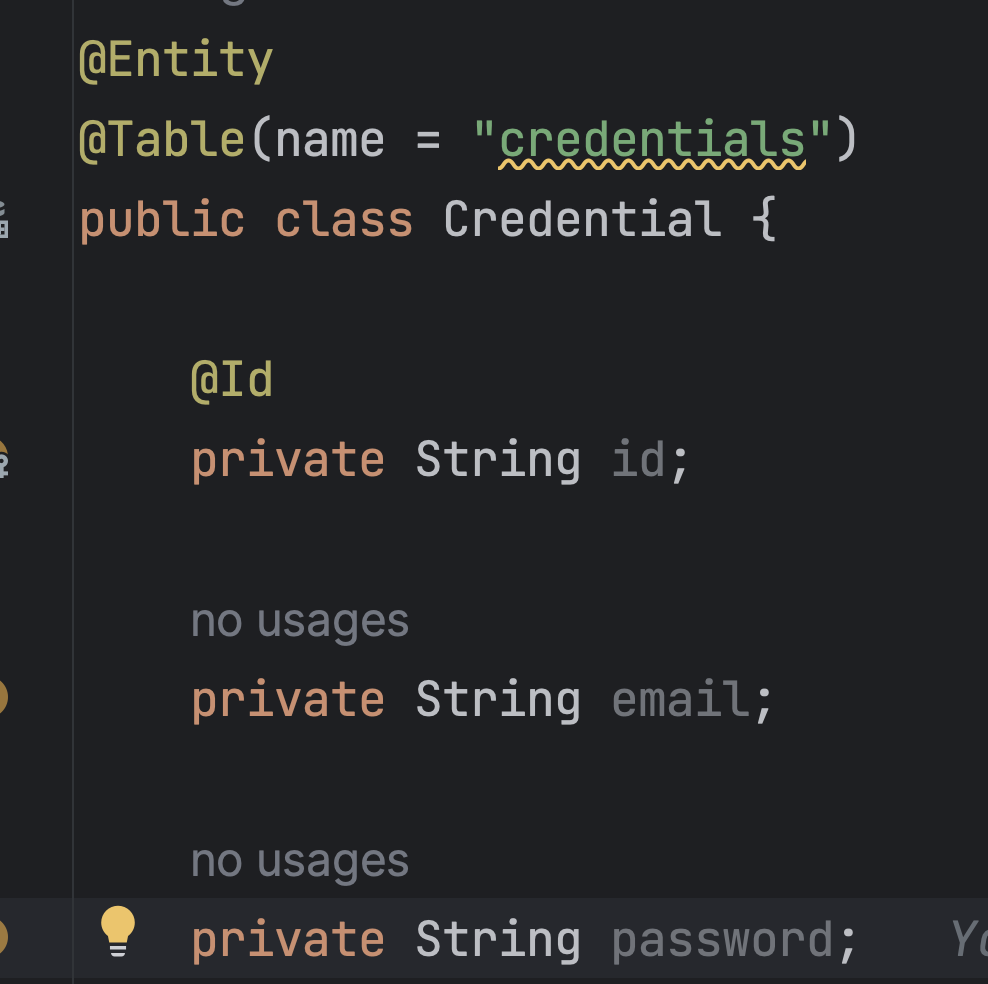 @Entity
@Table(name = "credentials")
public class Credential {
@Id
private String id;
no usages
private String email;
no usages
private String password;